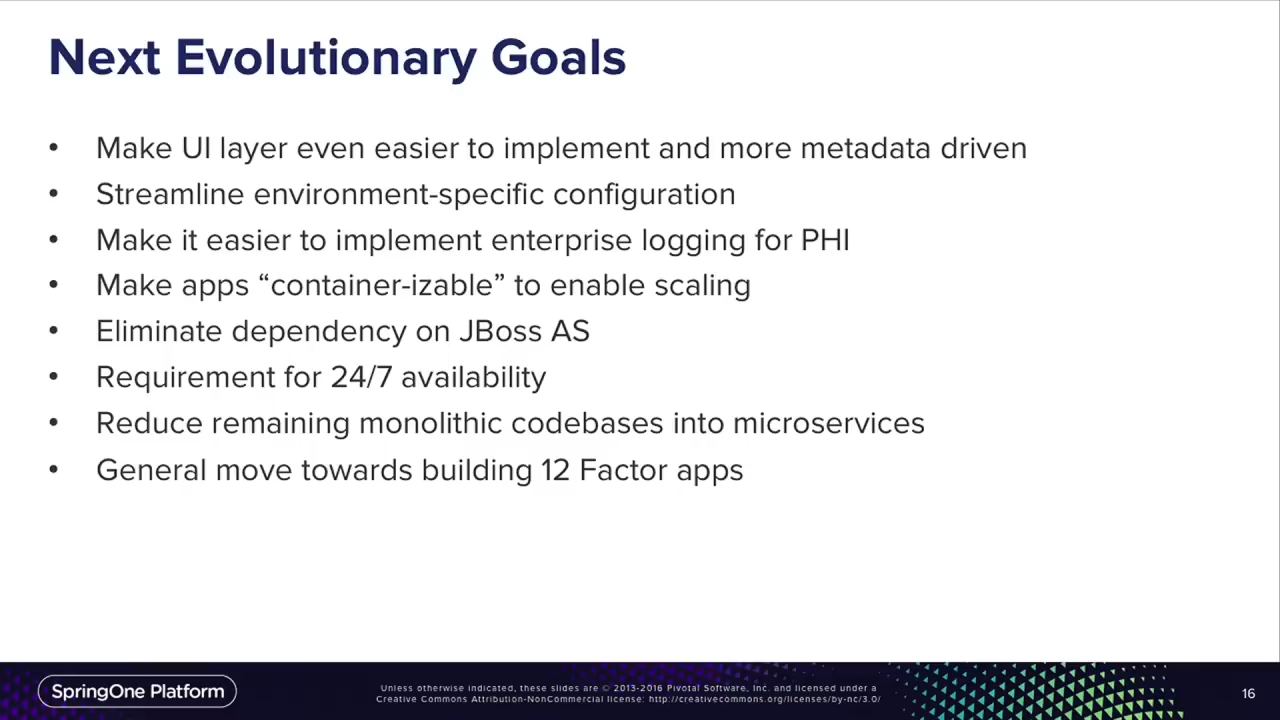 Next Evolutionary Goals
• Make UI layer even easier to implement and more metadata driven
• Streamline environment-specific configuration
• Make it easier to implement enterprise logging for PHI
• Make apps “container-izable” to enable scaling
• Eliminate dependency on JBoss AS
• Requirement for 24/7 availability
• Reduce remaining monolithic codebases into microservices
• General move towards building 12 Factor apps
SpringOne Platform
Unless otherwise indicated, these slides are © 2013-2016 Pivotal Software, Inc. and licensed under a
Creative Commons Attribution-NonCommercial license: http://creativecommons.org/licenses/by-nc/3.0/
16